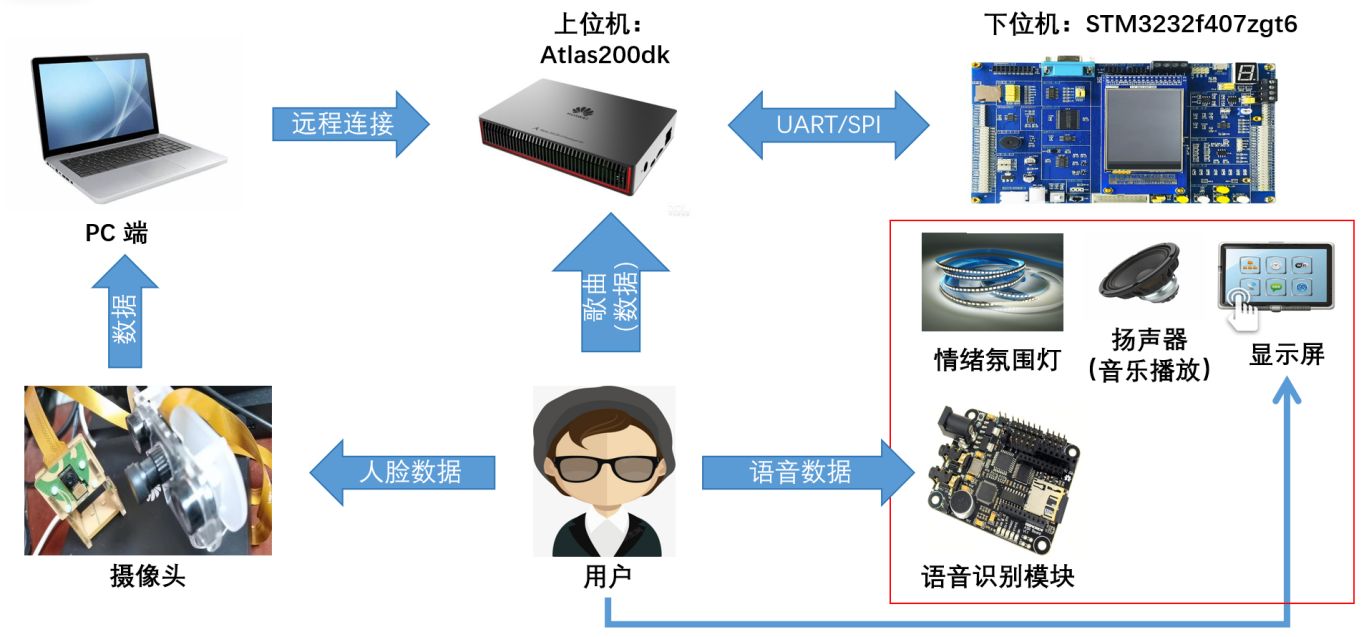 上位机：
Atlas200dk
下位机：STM3232f407zgt6
远程连接
UART/SPI
PC 端
数据
歌曲
（数据）
情绪氛围灯
扬声器
（音乐播放）
显示屏
人脸数据
语音数据
摄像头
用户
语音识别模块